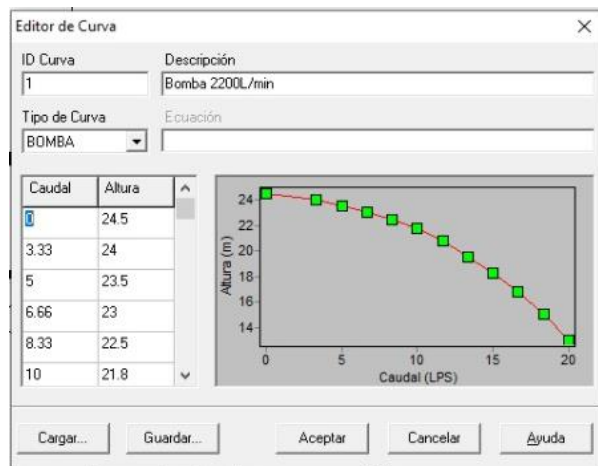 Editor de Curva
ID Curva Descripción
1 Bomba 2200L/min
Tipo de Curva Ecuación
BOMBA
Caudal Altura
0 24.5
3.33 24
5 23.5
6.66 23
8.33 22.5
10 21.8
Altura (m)
24
22
20
18
16
14
0 5 10 15 20
Caudal (LPS)
Cargar... Guardar... Aceptar Cancelar Ayuda